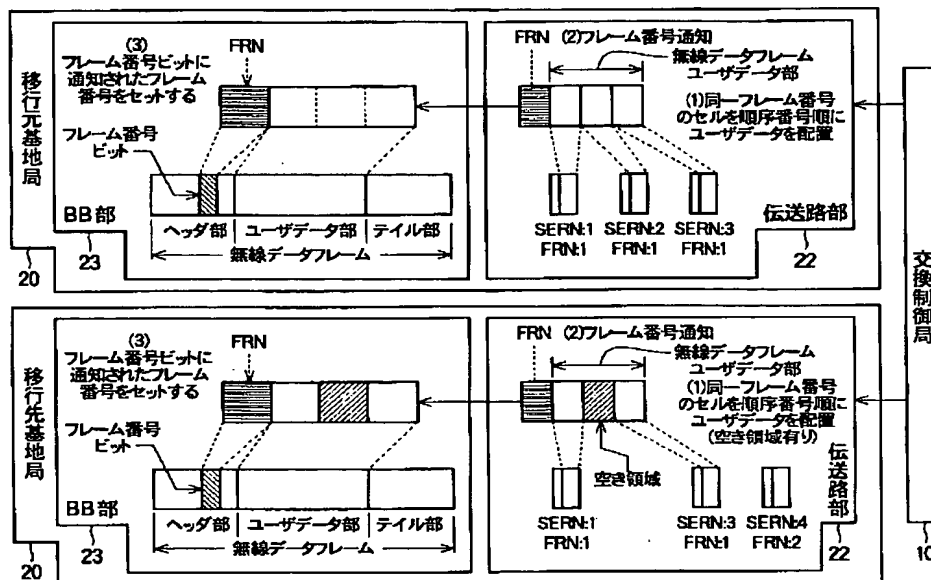 移行元基地局
(3)
フレーム番号ビットに
通知されたフレーム
番号をセットする
FRN
フレーム番号
ビット
BB部
ヘッダ部
ユーザデータ部
テイル部
無線データフレーム
23
20
FRN
(2)フレーム番号通知
無線データフレーム
ユーザデータ部
(1)同一フレーム番号
のセルを順序番号順に
ユーザデータを配置
SERN:1
FRN:1
SERN:2
FRN:1
SERN:3
FRN:1
伝送路部
22
交換制御局
10
移行先基地局
(3)
フレーム番号ビットに
通知されたフレーム
番号をセットする
FRN
フレーム番号
ビット
BB部
ヘッダ部
ユーザデータ部
テイル部
無線データフレーム
23
20
FRN
(2)フレーム番号通知
無線データフレーム
ユーザデータ部
(1)同一フレーム番号
のセルを順序番号順に
ユーザデータを配置
(空き領域有り)
空き領域
SERN:1
FRN:1
SERN:3
FRN:1
SERN:4
FRN:2
伝送路部
22